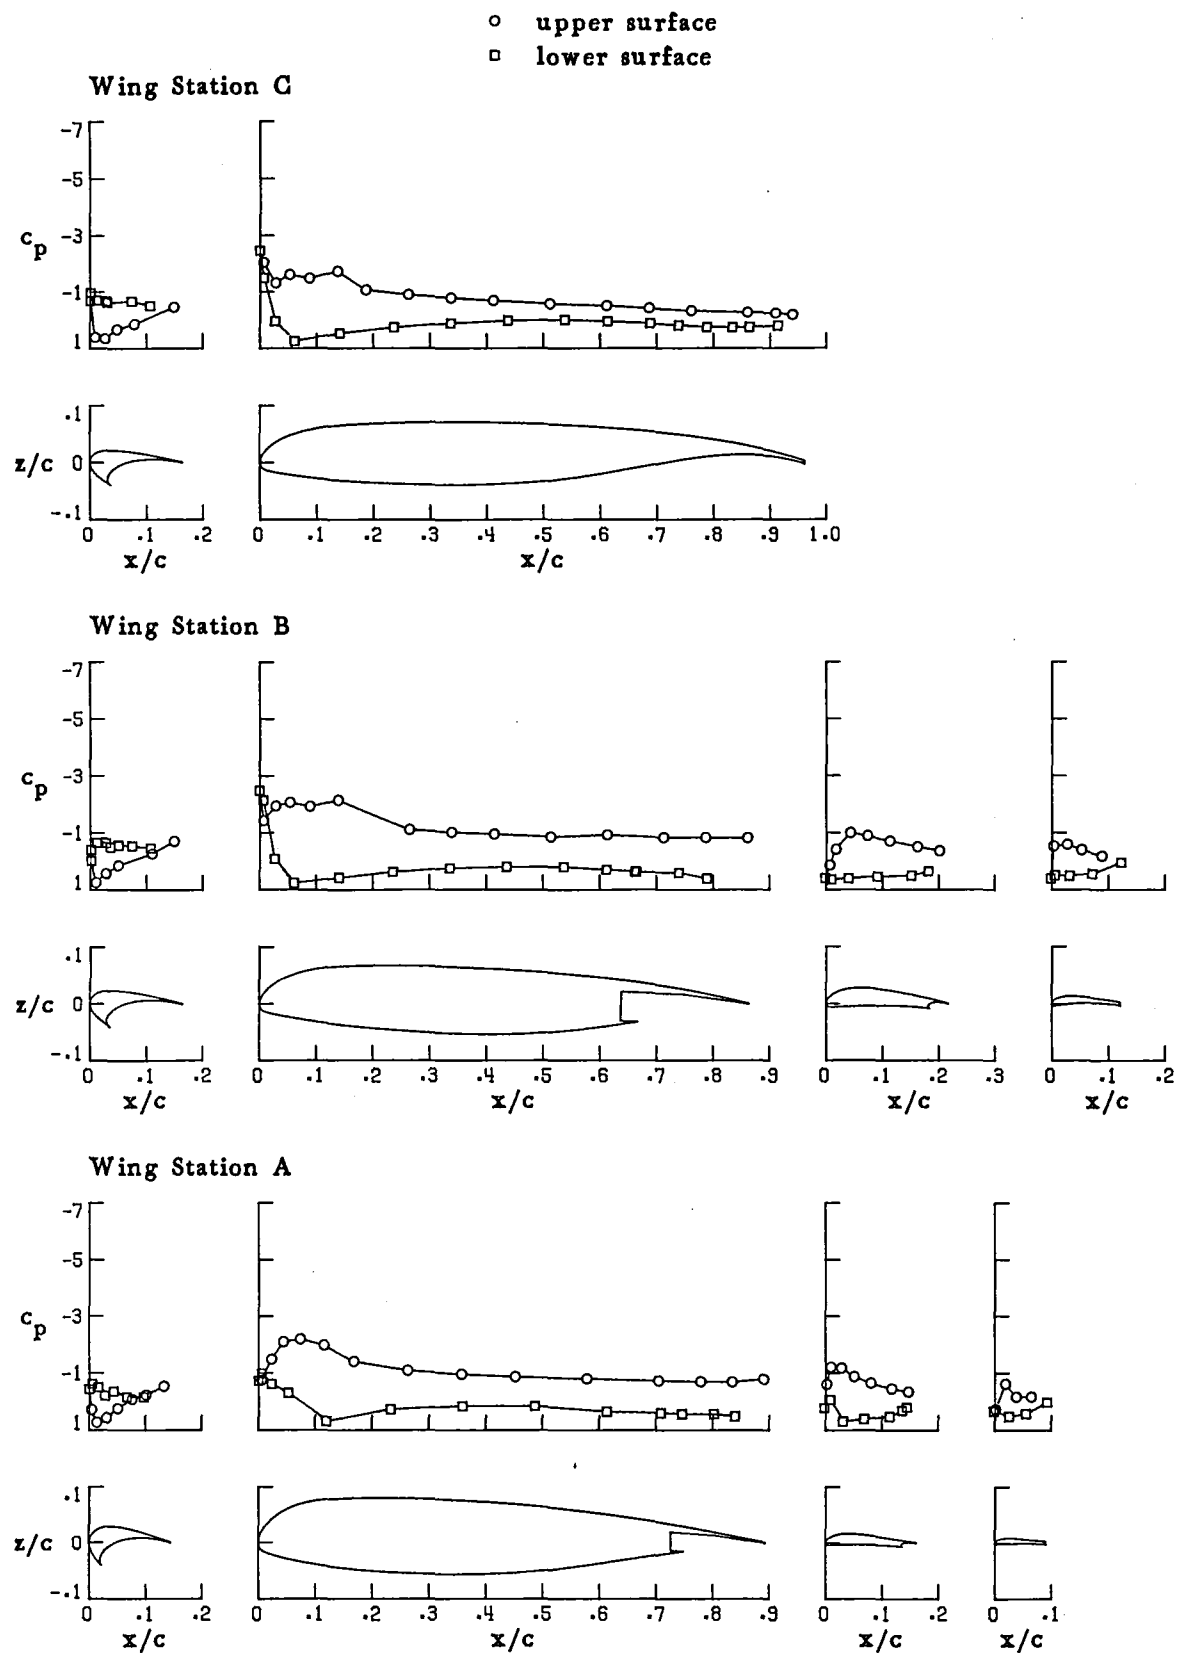 upper surface
lower surface
Wing Station C
-7
-5
-3
c_p
-1
1
.1
z/c 0
-.1
0 .1 .2 0 .1 .2 .3 .4 .5 .6 .7 .8 .9 1.0
x/c x/c
Wing Station B
-7
-5
-3
c_p
-1
1
.1
z/c 0
-.1
0 .1 .2 0 .1 .2 .3 .4 .5 .6 .7 .8 .9 0 .1 .2 .3 0 .1 .2
x/c x/c x/c x/c
Wing Station A
-7
-5
-3
c_p
-1
1
.1
z/c 0
-.1
0 .1 .2 0 .1 .2 .3 .4 .5 .6 .7 .8 .9 0 .1 .2 0 .1
x/c x/c x/c x/c